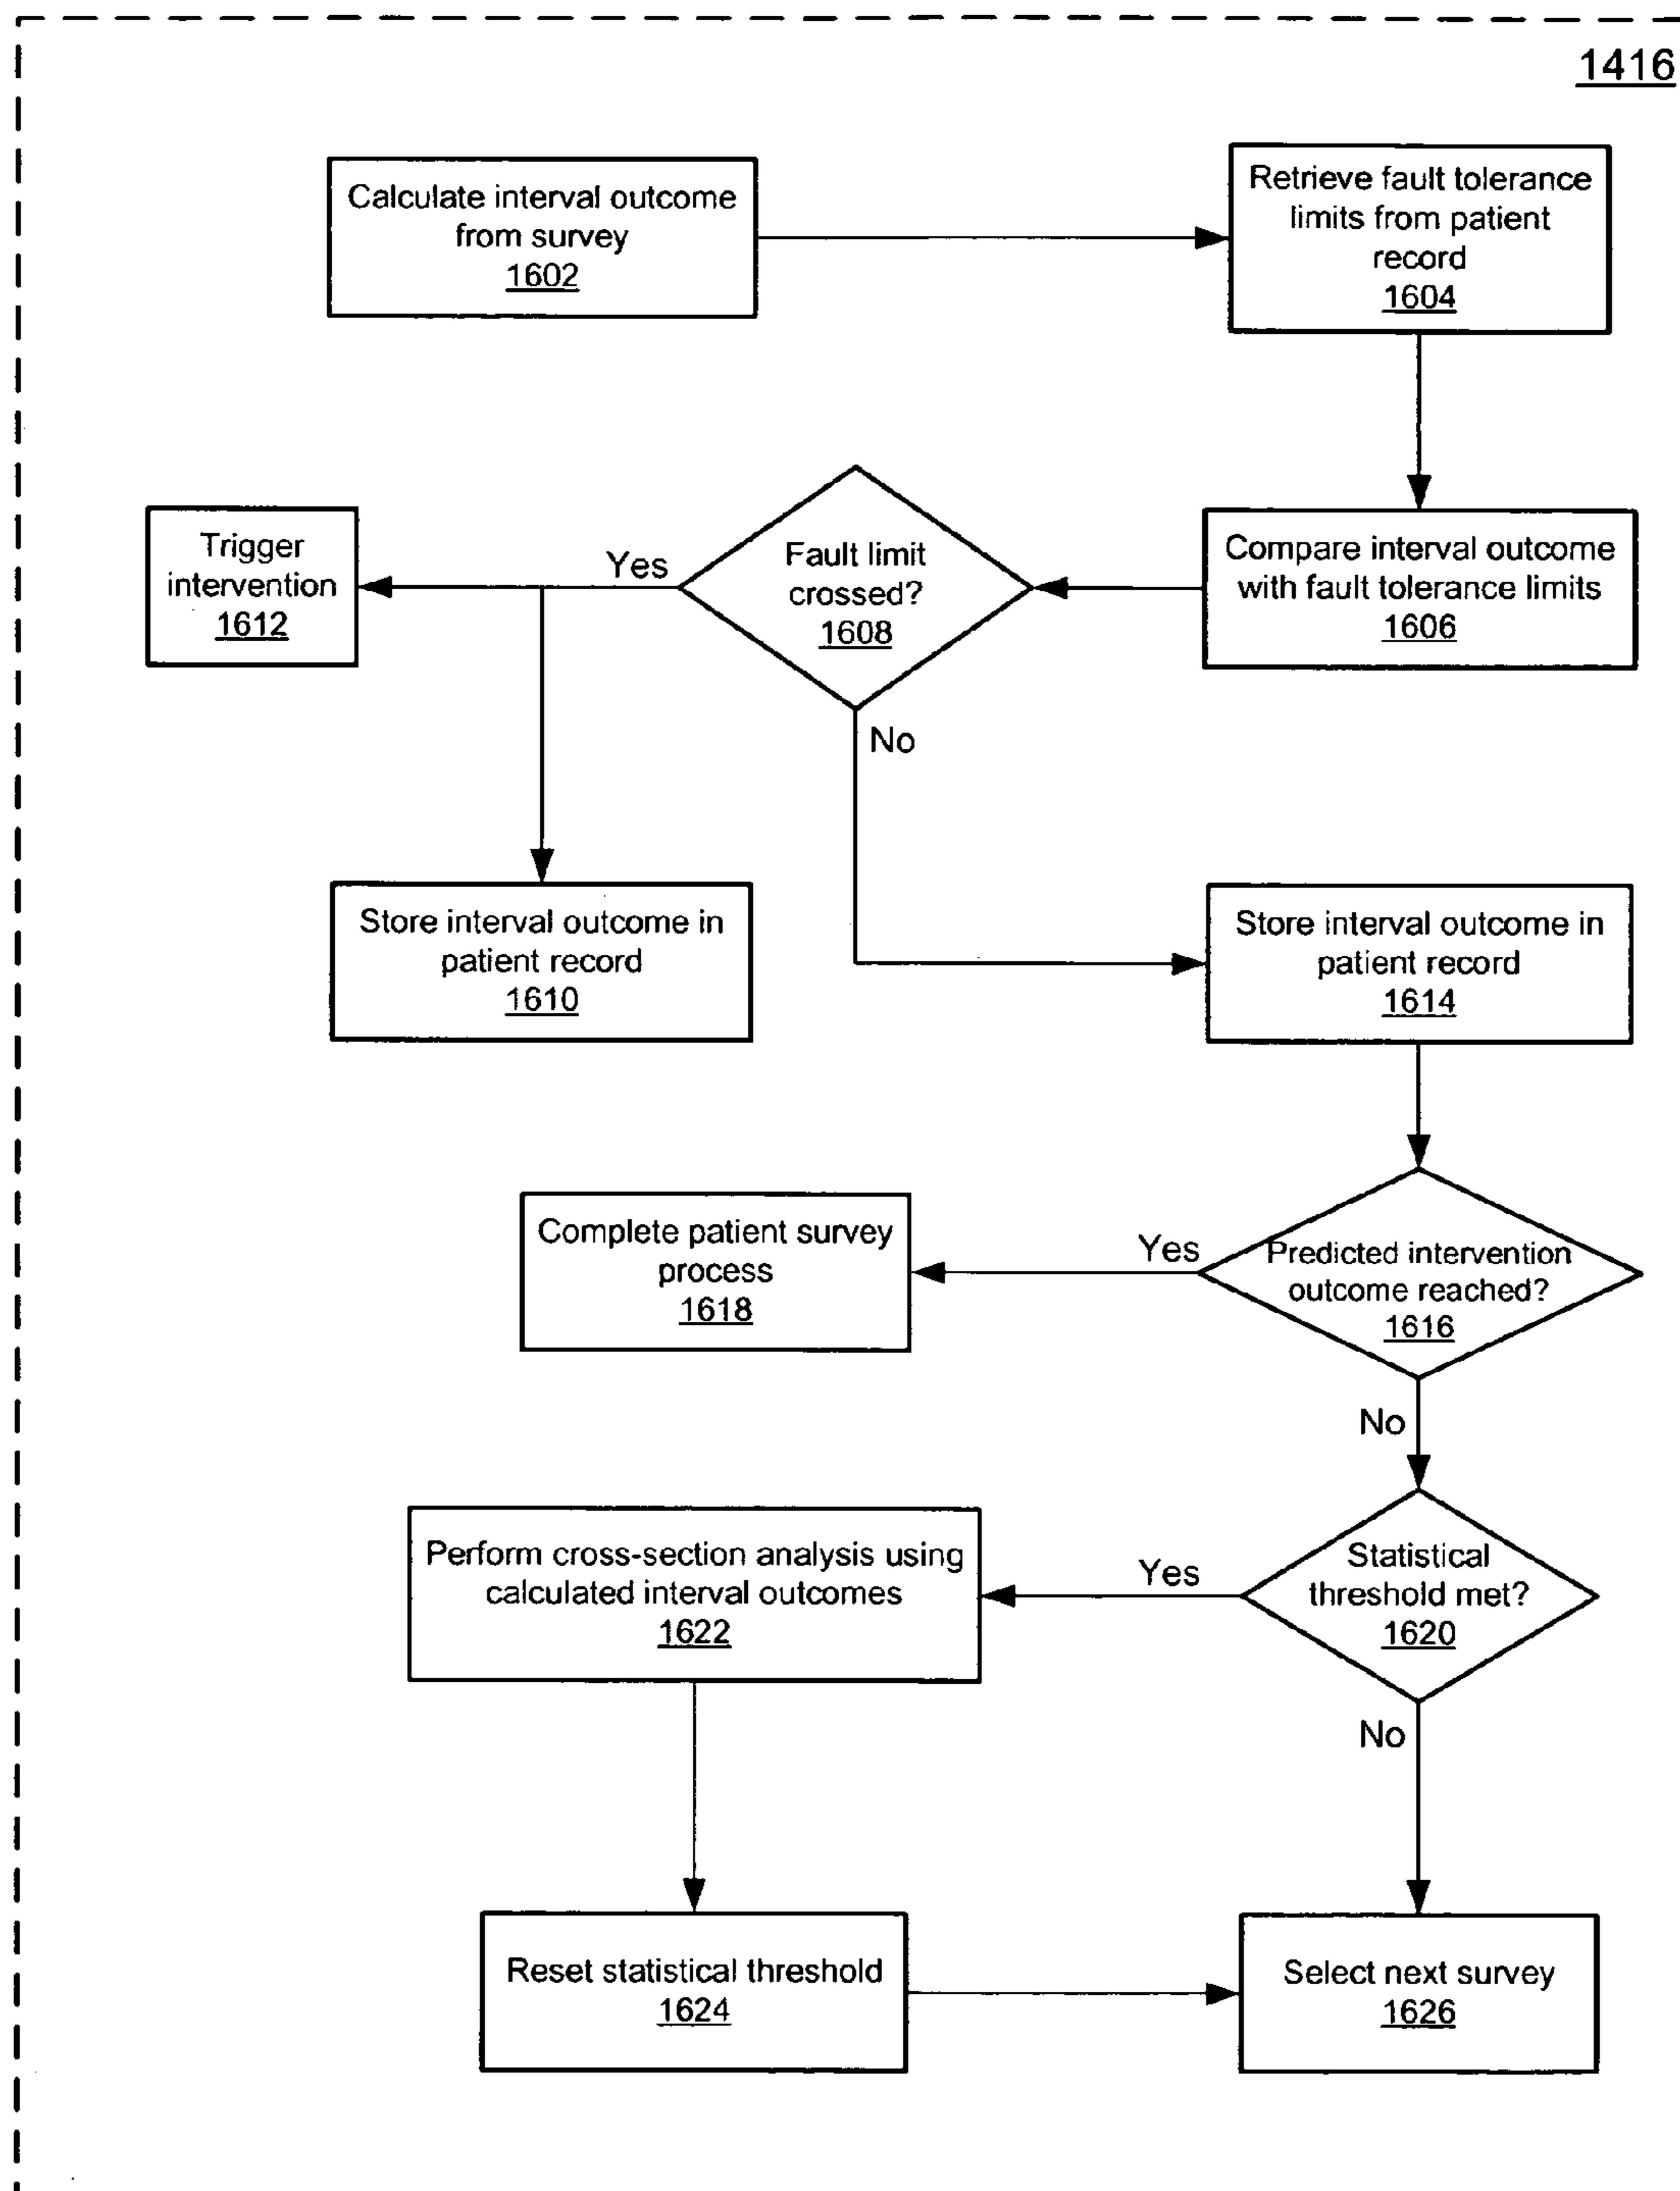 1416
Calculate interval outcome
from survey
1602
Retrieve fault tolerance
limits from patient
record
1604
Trigger
intervention
1612
Yes
Fault limit
crossed?
1608
Compare interval outcome
with fault tolerance limits
1606
No
Store interval outcome in
patient record
1610
Store interval outcome in
patient record
1614
Complete patient survey
process
1618
Yes
Predicted intervention
outcome reached?
1616
No
Perform cross-section analysis using
calculated interval outcomes
1622
Yes
Statistical
threshold met?
1620
No
Reset statistical threshold
1624
Select next survey
1626